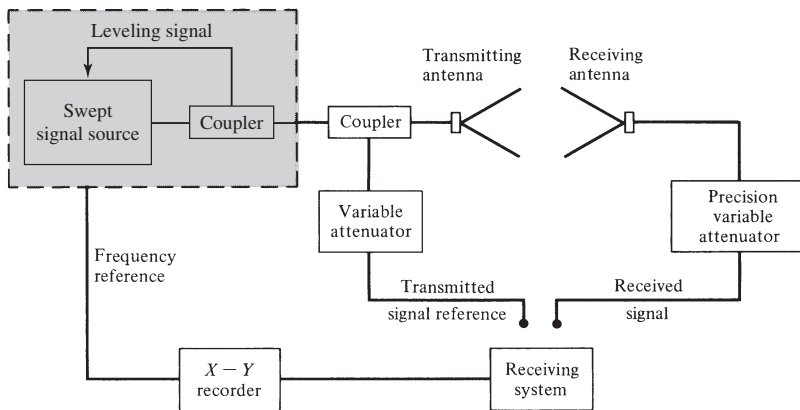 Leveling signal
Swept
signal source
Coupler
Coupler
Transmitting
antenna
Receiving
antenna
Variable
attenuator
Precision
variable
attenuator
Frequency
reference
Transmitted
signal reference
Received
signal
X – Y
recorder
Receiving
system